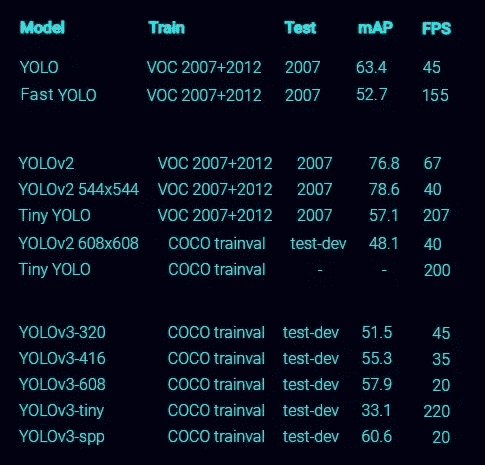 Model Train Test mAP FPS
YOLO VOC 2007+2012 2007 63.4 45
Fast YOLO VOC 2007+2012 2007 52.7 155
YOLOv2 VOC 2007+2012 2007 76.8 67
YOLOv2 544x544 VOC 2007+2012 2007 78.6 40
Tiny YOLO VOC 2007+2012 2007 57.1 207
YOLOv2 608x608 COCO trainval test-dev 48.1 40
Tiny YOLO COCO trainval - - 200
YOLOv3-320 COCO trainval test-dev 51.5 45
YOLOv3-416 COCO trainval test-dev 55.3 35
YOLOv3-608 COCO trainval test-dev 57.9 20
YOLOv3-tiny COCO trainval test-dev 33.1 220
YOLOv3-spp COCO trainval test-dev 60.6 20